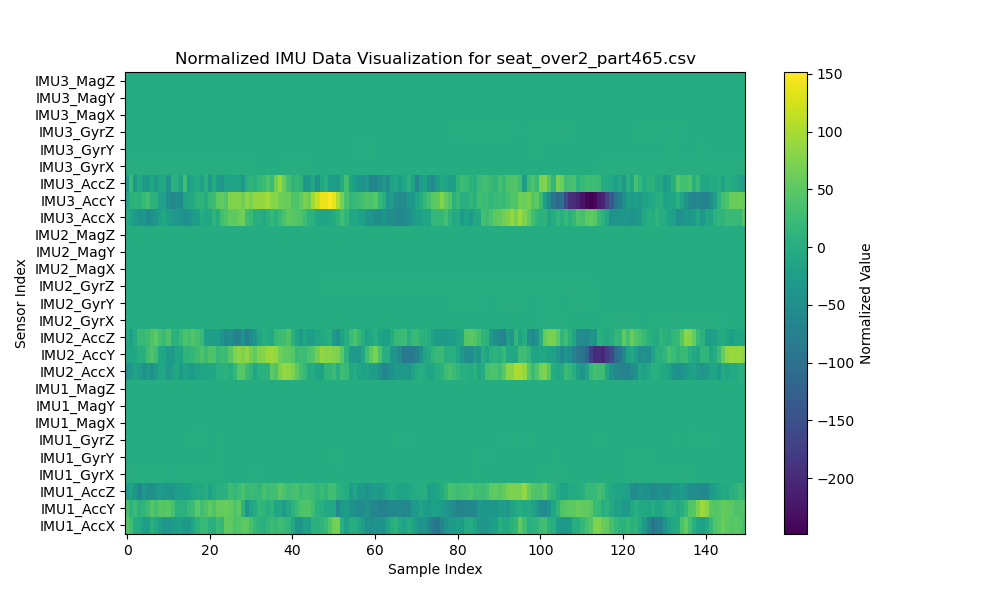 Normalized IMU Data Visualization for seat_over2_part465.csv
IMU3_MagZ
IMU3_MagY
IMU3_MagX
IMU3_GyrZ
IMU3_GyrY
IMU3_GyrX
IMU3_AccZ
IMU3_AccY
IMU3_AccX
IMU2_MagZ
IMU2_MagY
IMU2_MagX
IMU2_GyrZ
IMU2_GyrY
IMU2_GyrX
IMU2_AccZ
IMU2_AccY
IMU2_AccX
IMU1_MagZ
IMU1_MagY
IMU1_MagX
IMU1_GyrZ
IMU1_GyrY
IMU1_GyrX
IMU1_AccZ
IMU1_AccY
IMU1_AccX
Sensor Index
0 20 40 60 80 100 120 140
Sample Index
150
100
50
0
−50
−100
−150
−200
Normalized Value